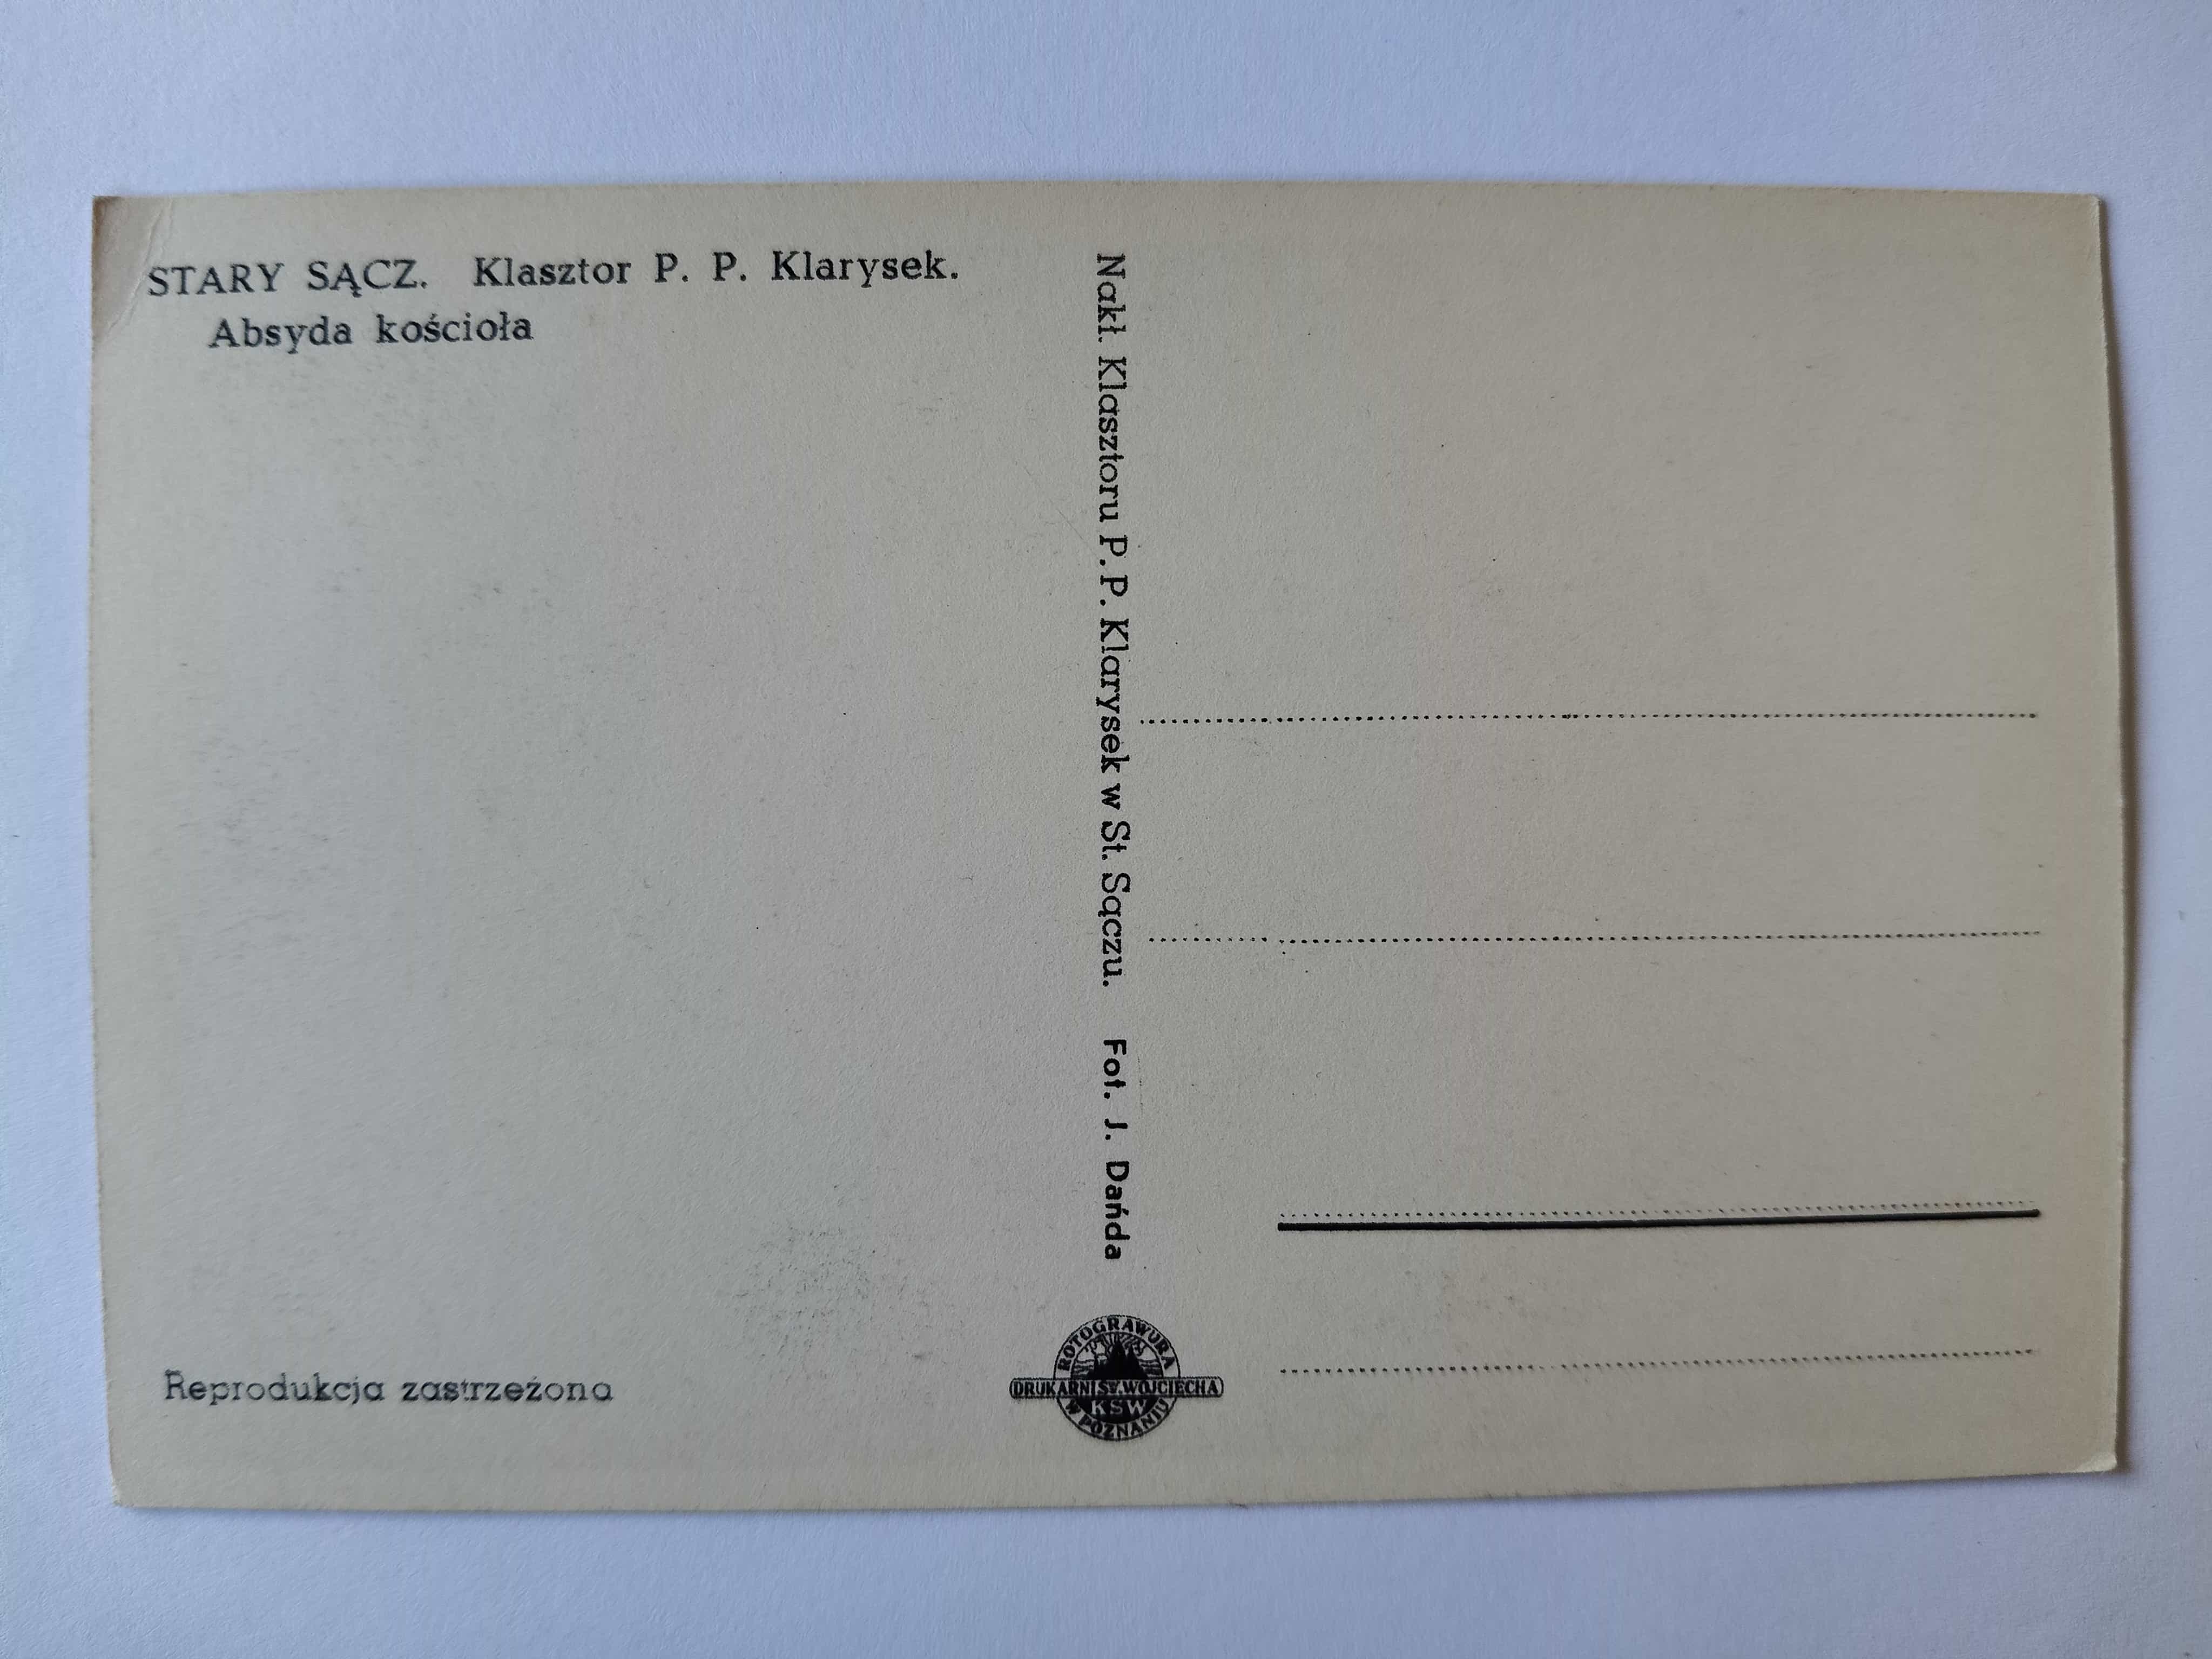 STARY SĄCZ. Klasztor P. P. Klarysek.
Absyda kościoła
Nakł. Klasztoru P. P. Klarysek w St. Sączu. Fot. J. Dańda
Reprodukcja zastrzeżona
ROTOGRAWURA
DRUKARNI ŚW. WOJCIECHA
KSW
W POZNANIU